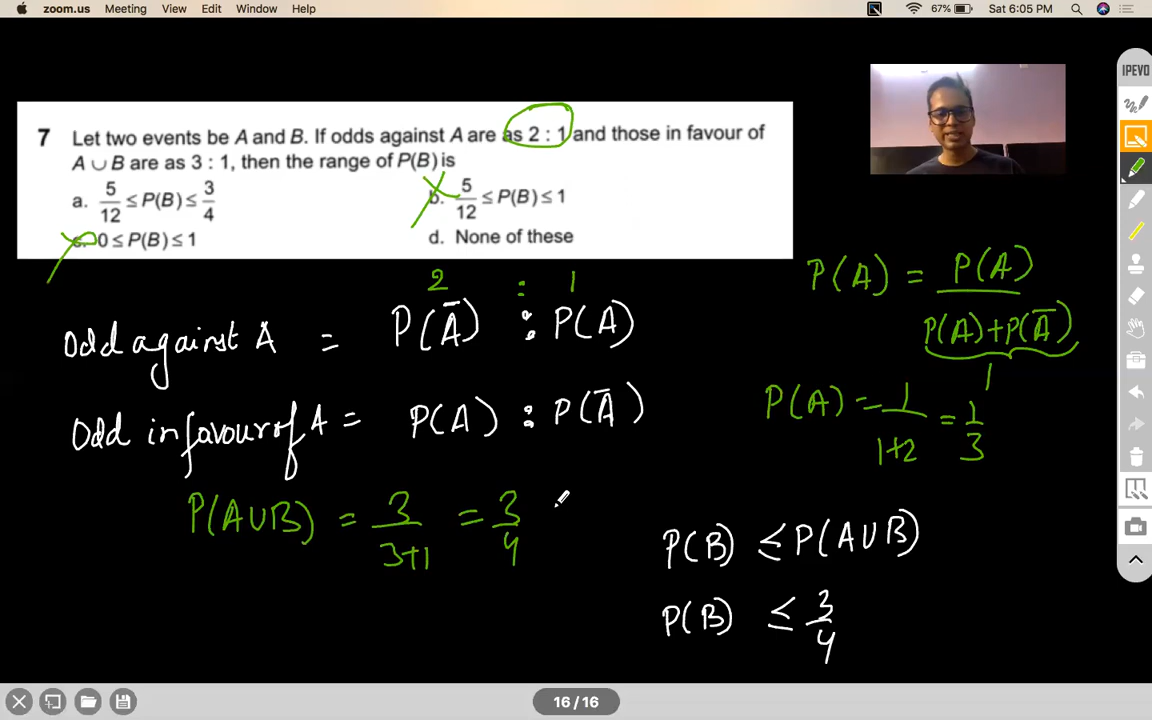 zoom.us Meeting View Edit Window Help 67% Sat 6:05 PM
IPEVO
7 Let two events be A and B. If odds against A are as 2 : 1 and those in favour of
A ∪ B are as 3 : 1, then the range of P(B) is
a. 5/12 ≤ P(B) ≤ 3/4
b. 5/12 ≤ P(B) ≤ 1
c. 0 ≤ P(B) ≤ 1
d. None of these
2 : 1
Odd against A = P(Ā) : P(A)
Odd in favour of A = P(A) : P(Ā)
P(A∪B) = 3/(3+1) = 3/4
P(A) = P(A)/(P(A)+P(Ā))
1
P(A) = 1/(1+2) = 1/3
P(B) ≤ P(A∪B)
P(B) ≤ 3/4
16 / 16